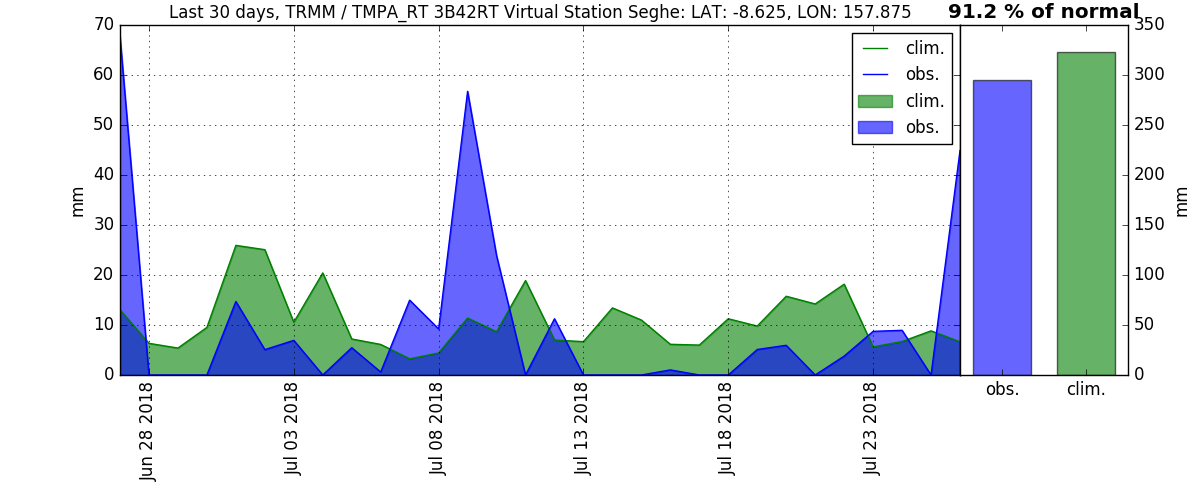 Last 30 days, TRMM / TMPA_RT 3B42RT Virtual Station Seghe: LAT: -8.625, LON: 157.875
91.2 % of normal
70
60
50
40
30
20
10
0
mm
clim.
obs.
clim.
obs.
350
300
250
200
150
100
50
0
mm
Jun 28 2018
Jul 03 2018
Jul 08 2018
Jul 13 2018
Jul 18 2018
Jul 23 2018
obs.
clim.